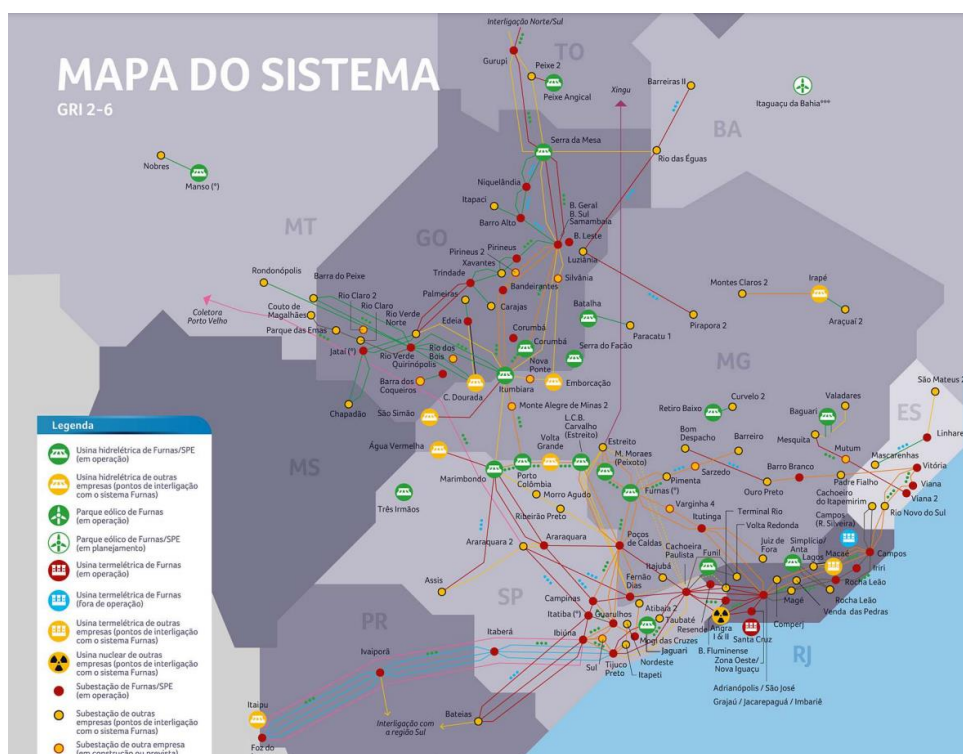 MAPA DO SISTEMA
GRI 2-6
Interligação Norte/Sul
TO
Gurupi
Peixe 2
Peixe Angical
Xingu
Barreiras II
Itaguaçu da Bahia***
BA
Serra da Mesa
Rio das Éguas
Nobres
Manso (*)
Niquelândia
Itapaci
Barro Alto
B. Geral
B. Sul
Samambaia
B. Leste
Luziânia
MT
GO
Pirineus 2
Pirineus
Xavantes
Trindade
Bandeirantes
Silvânia
Rondonópolis
Barra do Peixe
Rio Claro 2
Rio Claro
Palmeiras
Carajas
Batalha
Montes Claros 2
Irapé
Coletora
Porto Velho
Couto de
Magalhães
Rio Verde
Norte
Edeia
Corumbá
Corumbá
Paracatu 1
Pirapora 2
Araçuaí 2
Parque das Emas
Jataí (*)
Rio Verde
Quirinópolis
Rio dos
Bois
Nova
Ponte
Serra do Facão
MG
Barra dos
Coqueiros
C. Dourada
Itumbiara
Emborcação
São Mateus 2
Chapadão
São Simão
Monte Alegre de Minas 2
L.C.B.
Carvalho
(Estreito)
Retiro Baixo
Curvelo 2
Valadares
Baguari
ES
Água Vermelha
Volta
Grande
Estreito
M. Moraes
(Peixoto)
Bom
Despacho
Barreiro
Mesquita
Mutum
Linhares
Mascarenhas
MS
Marimbondo
Porto
Colômbia
Furnas (*)
Pimenta
Sarzedo
Ouro Preto
Barro Branco
Padre Fialho
Vitória
Viana
Viana 2
Três Irmãos
Morro Agudo
Ribeirão Preto
Varginha 4
Itutinga
Terminal Rio
Volta Redonda
Cachoeiro
do Itapemirim
Campos
(R. Silveira)
Rio Novo do Sul
Araraquara 2
Araraquara
Poços
de Caldas
Cachoeira
Paulista
Funil
Juiz de
Fora
Simplício/
Anta
Lagos
Macaé
Campos
Iriri
Itajubá
Fernão
Dias
Rocha Leão
Assis
SP
Campinas
Itatiba (*)
Guarulhos
Atibaia 2
Taubaté
Resende
Angra
I & II
Santa Cruz
Comperj
Magé
Rocha Leão
Venda das Pedras
PR
Itaberá
Ibiúna
Mogi das Cruzes
Jaguari
B. Fluminense
Zona Oeste/
Nova Iguaçu
RJ
Ivaiporã
Sul
Tijuco
Preto
Nordeste
Itapeti
Adrianópolis / São José
Grajaú / Jacarepaguá / Imbariê
Itaipu
Foz do
Interligação com
a região Sul
Bateias
Legenda
Usina hidrelétrica de Furnas/SPE
(em operação)
Usina hidrelétrica de outras
empresas (pontos de interligação
com o sistema Furnas)
Parque eólico de Furnas
(em operação)
Parque eólico de Furnas/SPE
(em planejamento)
Usina termelétrica de Furnas
(em operação)
Usina termelétrica de Furnas
(fora de operação)
Usina termelétrica de outras
empresas (pontos de interligação
com o sistema Furnas)
Usina nuclear de outras
empresas (pontos de interligação
com o sistema Furnas)
Subestação de Furnas/SPE
(em operação)
Subestação de outras
empresas (pontos de interligação
com o sistema Furnas)
Subestação de outra empresa
(em construção ou prevista)